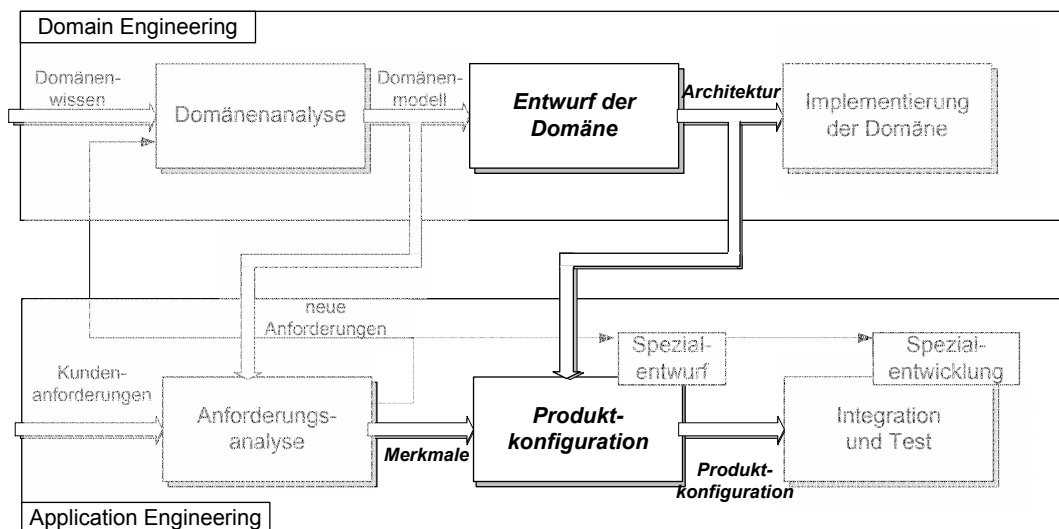 Domain Engineering
Domänen-
wissen
Domänenanalyse
Domänen-
modell
Entwurf der
Domäne
Architektur
Implementierung
der Domäne
neue
Anforderungen
Kunden-
anforderungen
Anforderungs-
analyse
Merkmale
Spezial-
entwurf
Produkt-
konfiguration
Produkt-
konfiguration
Spezial-
entwicklung
Integration
und Test
Application Engineering